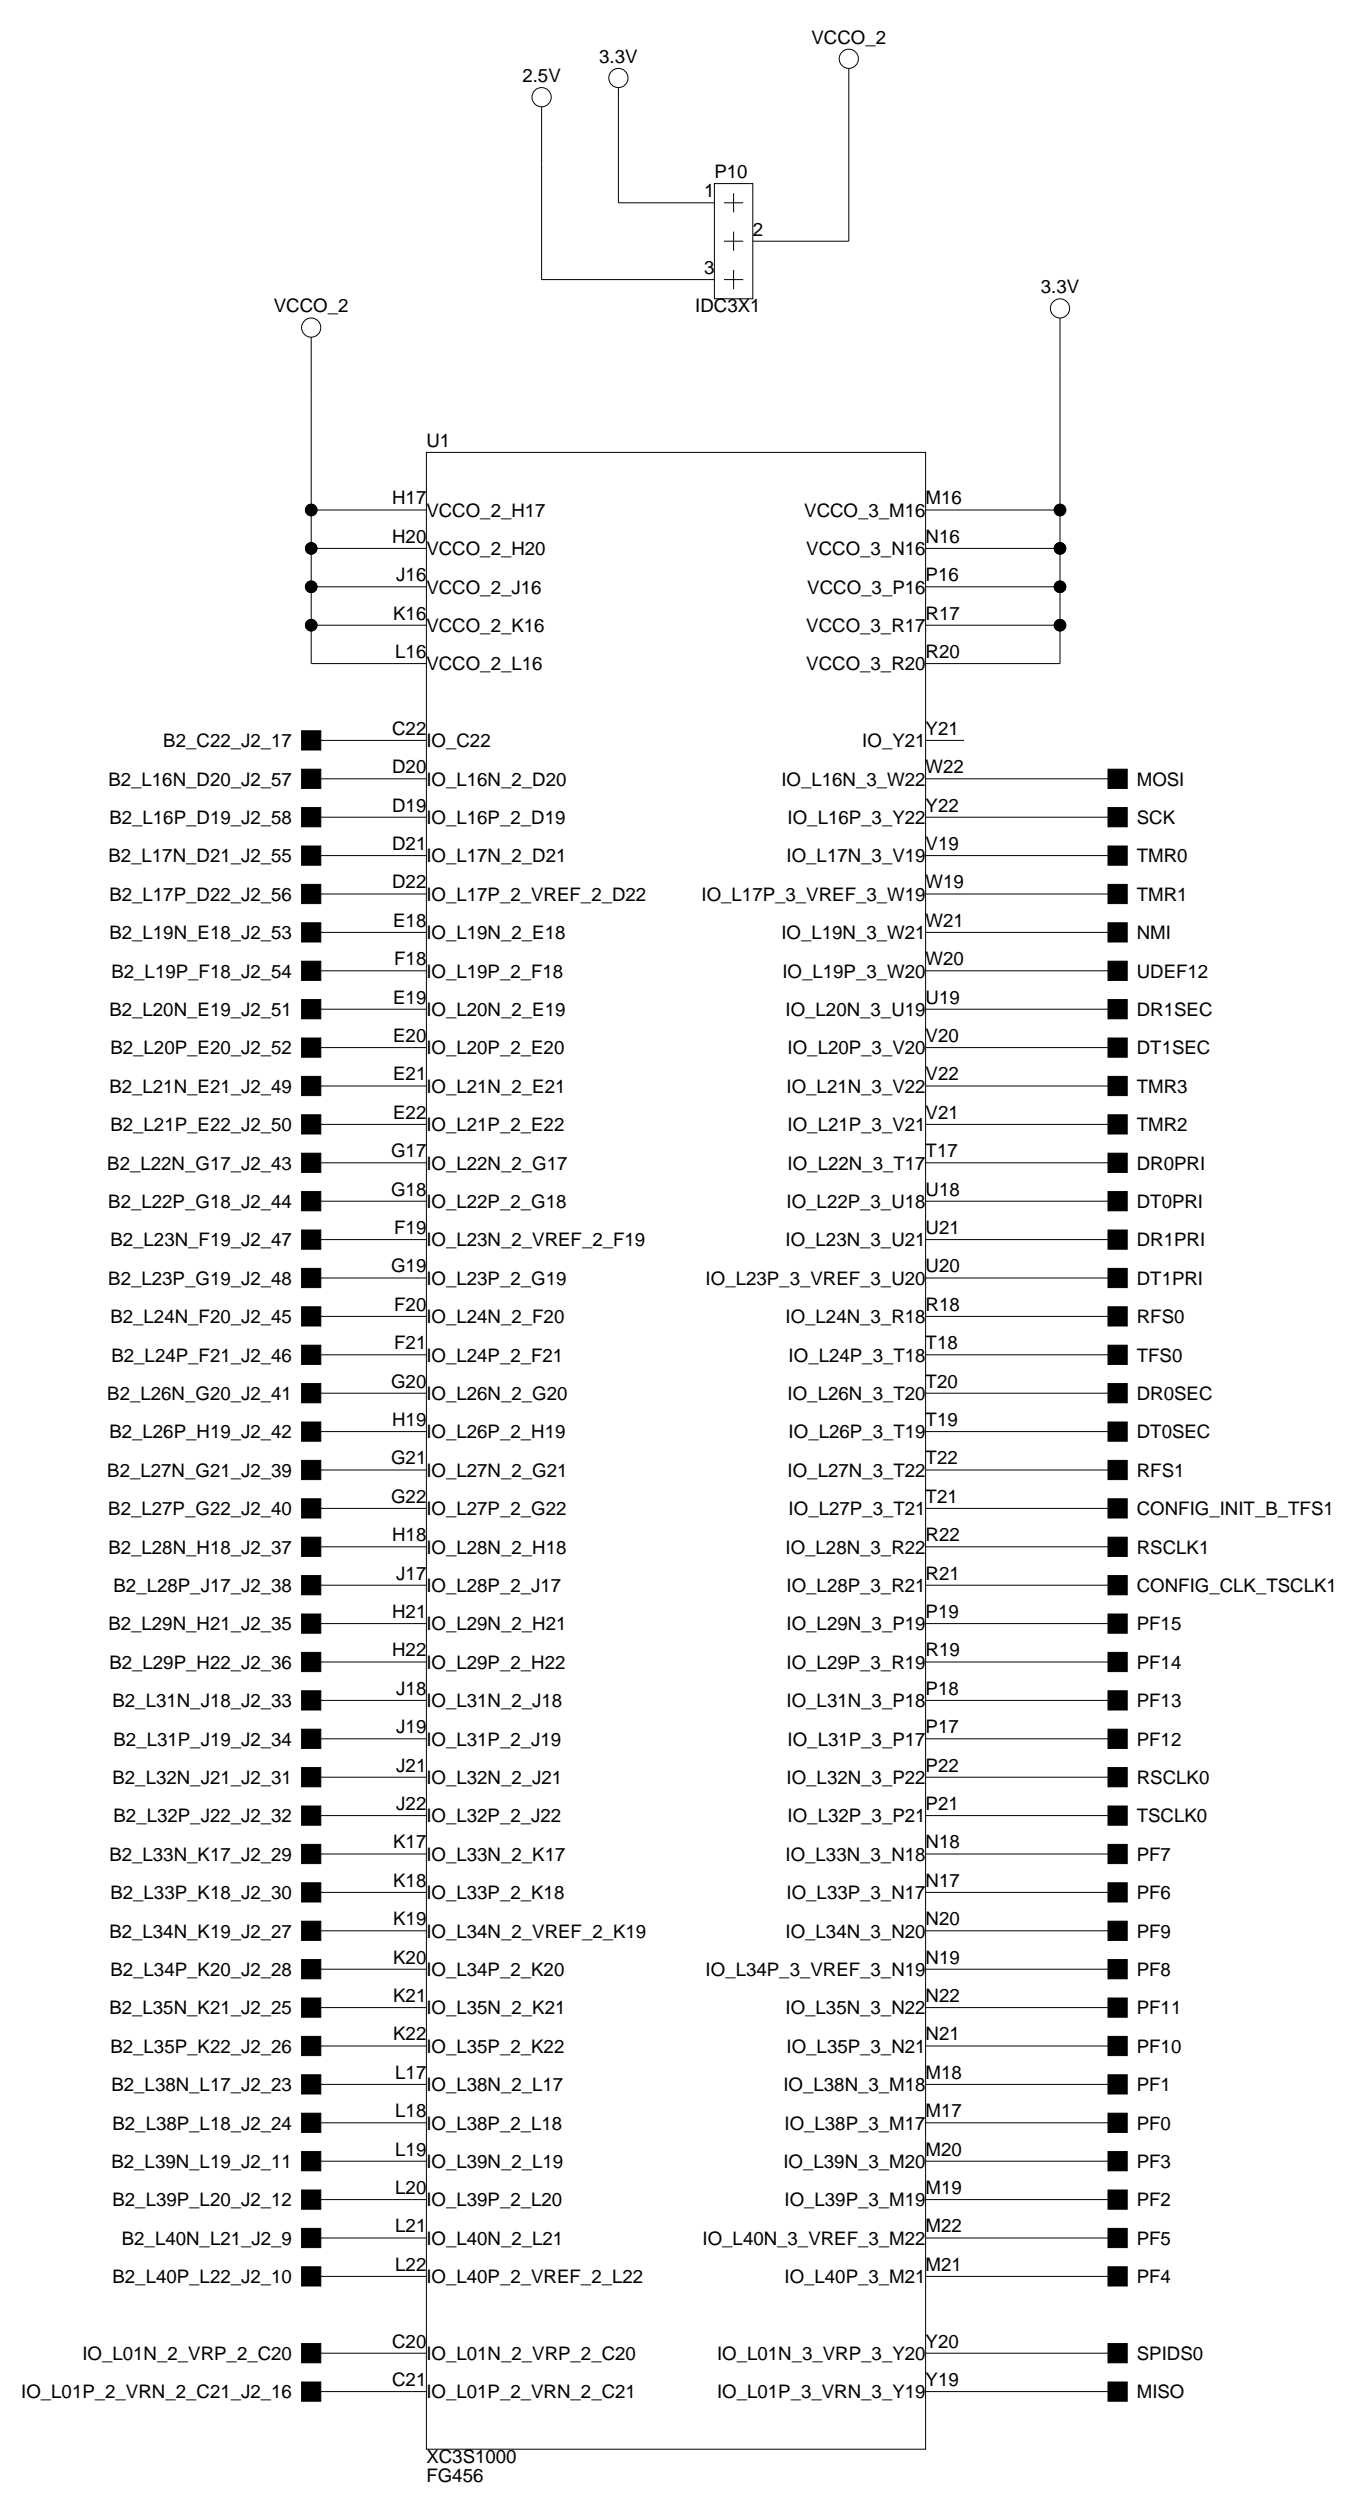 VCCO_2
3.3V
2.5V
P10
1
2
3
IDC3X1
3.3V
VCCO_2
U1
H17 VCCO_2_H17 VCCO_3_M16 M16
H20 VCCO_2_H20 VCCO_3_N16 N16
J16 VCCO_2_J16 VCCO_3_P16 P16
K16 VCCO_2_K16 VCCO_3_R17 R17
L16 VCCO_2_L16 VCCO_3_R20 R20
B2_C22_J2_17 C22 IO_C22 IO_Y21 Y21
B2_L16N_D20_J2_57 D20 IO_L16N_2_D20 IO_L16N_3_W22 W22 MOSI
B2_L16P_D19_J2_58 D19 IO_L16P_2_D19 IO_L16P_3_Y22 Y22 SCK
B2_L17N_D21_J2_55 D21 IO_L17N_2_D21 IO_L17N_3_V19 V19 TMR0
B2_L17P_D22_J2_56 D22 IO_L17P_2_VREF_2_D22 IO_L17P_3_VREF_3_W19 W19 TMR1
B2_L19N_E18_J2_53 E18 IO_L19N_2_E18 IO_L19N_3_W21 W21 NMI
B2_L19P_F18_J2_54 F18 IO_L19P_2_F18 IO_L19P_3_W20 W20 UDEF12
B2_L20N_E19_J2_51 E19 IO_L20N_2_E19 IO_L20N_3_U19 U19 DR1SEC
B2_L20P_E20_J2_52 E20 IO_L20P_2_E20 IO_L20P_3_V20 V20 DT1SEC
B2_L21N_E21_J2_49 E21 IO_L21N_2_E21 IO_L21N_3_V22 V22 TMR3
B2_L21P_E22_J2_50 E22 IO_L21P_2_E22 IO_L21P_3_V21 V21 TMR2
B2_L22N_G17_J2_43 G17 IO_L22N_2_G17 IO_L22N_3_T17 T17 DR0PRI
B2_L22P_G18_J2_44 G18 IO_L22P_2_G18 IO_L22P_3_U18 U18 DT0PRI
B2_L23N_F19_J2_47 F19 IO_L23N_2_VREF_2_F19 IO_L23N_3_U21 U21 DR1PRI
B2_L23P_G19_J2_48 G19 IO_L23P_2_G19 IO_L23P_3_VREF_3_U20 U20 DT1PRI
B2_L24N_F20_J2_45 F20 IO_L24N_2_F20 IO_L24N_3_R18 R18 RFS0
B2_L24P_F21_J2_46 F21 IO_L24P_2_F21 IO_L24P_3_T18 T18 TFS0
B2_L26N_G20_J2_41 G20 IO_L26N_2_G20 IO_L26N_3_T20 T20 DR0SEC
B2_L26P_H19_J2_42 H19 IO_L26P_2_H19 IO_L26P_3_T19 T19 DT0SEC
B2_L27N_G21_J2_39 G21 IO_L27N_2_G21 IO_L27N_3_T22 T22 RFS1
B2_L27P_G22_J2_40 G22 IO_L27P_2_G22 IO_L27P_3_T21 T21 CONFIG_INIT_B_TFS1
B2_L28N_H18_J2_37 H18 IO_L28N_2_H18 IO_L28N_3_R22 R22 RSCLK1
B2_L28P_J17_J2_38 J17 IO_L28P_2_J17 IO_L28P_3_R21 R21 CONFIG_CLK_TSCLK1
B2_L29N_H21_J2_35 H21 IO_L29N_2_H21 IO_L29N_3_P19 P19 PF15
B2_L29P_H22_J2_36 H22 IO_L29P_2_H22 IO_L29P_3_R19 R19 PF14
B2_L31N_J18_J2_33 J18 IO_L31N_2_J18 IO_L31N_3_P18 P18 PF13
B2_L31P_J19_J2_34 J19 IO_L31P_2_J19 IO_L31P_3_P17 P17 PF12
B2_L32N_J21_J2_31 J21 IO_L32N_2_J21 IO_L32N_3_P22 P22 RSCLK0
B2_L32P_J22_J2_32 J22 IO_L32P_2_J22 IO_L32P_3_P21 P21 TSCLK0
B2_L33N_K17_J2_29 K17 IO_L33N_2_K17 IO_L33N_3_N18 N18 PF7
B2_L33P_K18_J2_30 K18 IO_L33P_2_K18 IO_L33P_3_N17 N17 PF6
B2_L34N_K19_J2_27 K19 IO_L34N_2_VREF_2_K19 IO_L34N_3_N20 N20 PF9
B2_L34P_K20_J2_28 K20 IO_L34P_2_K20 IO_L34P_3_VREF_3_N19 N19 PF8
B2_L35N_K21_J2_25 K21 IO_L35N_2_K21 IO_L35N_3_N22 N22 PF11
B2_L35P_K22_J2_26 K22 IO_L35P_2_K22 IO_L35P_3_N21 N21 PF10
B2_L38N_L17_J2_23 L17 IO_L38N_2_L17 IO_L38N_3_M18 M18 PF1
B2_L38P_L18_J2_24 L18 IO_L38P_2_L18 IO_L38P_3_M17 M17 PF0
B2_L39N_L19_J2_11 L19 IO_L39N_2_L19 IO_L39N_3_M20 M20 PF3
B2_L39P_L20_J2_12 L20 IO_L39P_2_L20 IO_L39P_3_M19 M19 PF2
B2_L40N_L21_J2_9 L21 IO_L40N_2_L21 IO_L40N_3_VREF_3_M22 M22 PF5
B2_L40P_L22_J2_10 L22 IO_L40P_2_VREF_2_L22 IO_L40P_3_M21 M21 PF4
IO_L01N_2_VRP_2_C20 C20 IO_L01N_2_VRP_2_C20 IO_L01N_3_VRP_3_Y20 Y20 SPIDS0
IO_L01P_2_VRN_2_C21_J2_16 C21 IO_L01P_2_VRN_2_C21 IO_L01P_3_VRN_3_Y19 Y19 MISO
XC3S1000
FG456